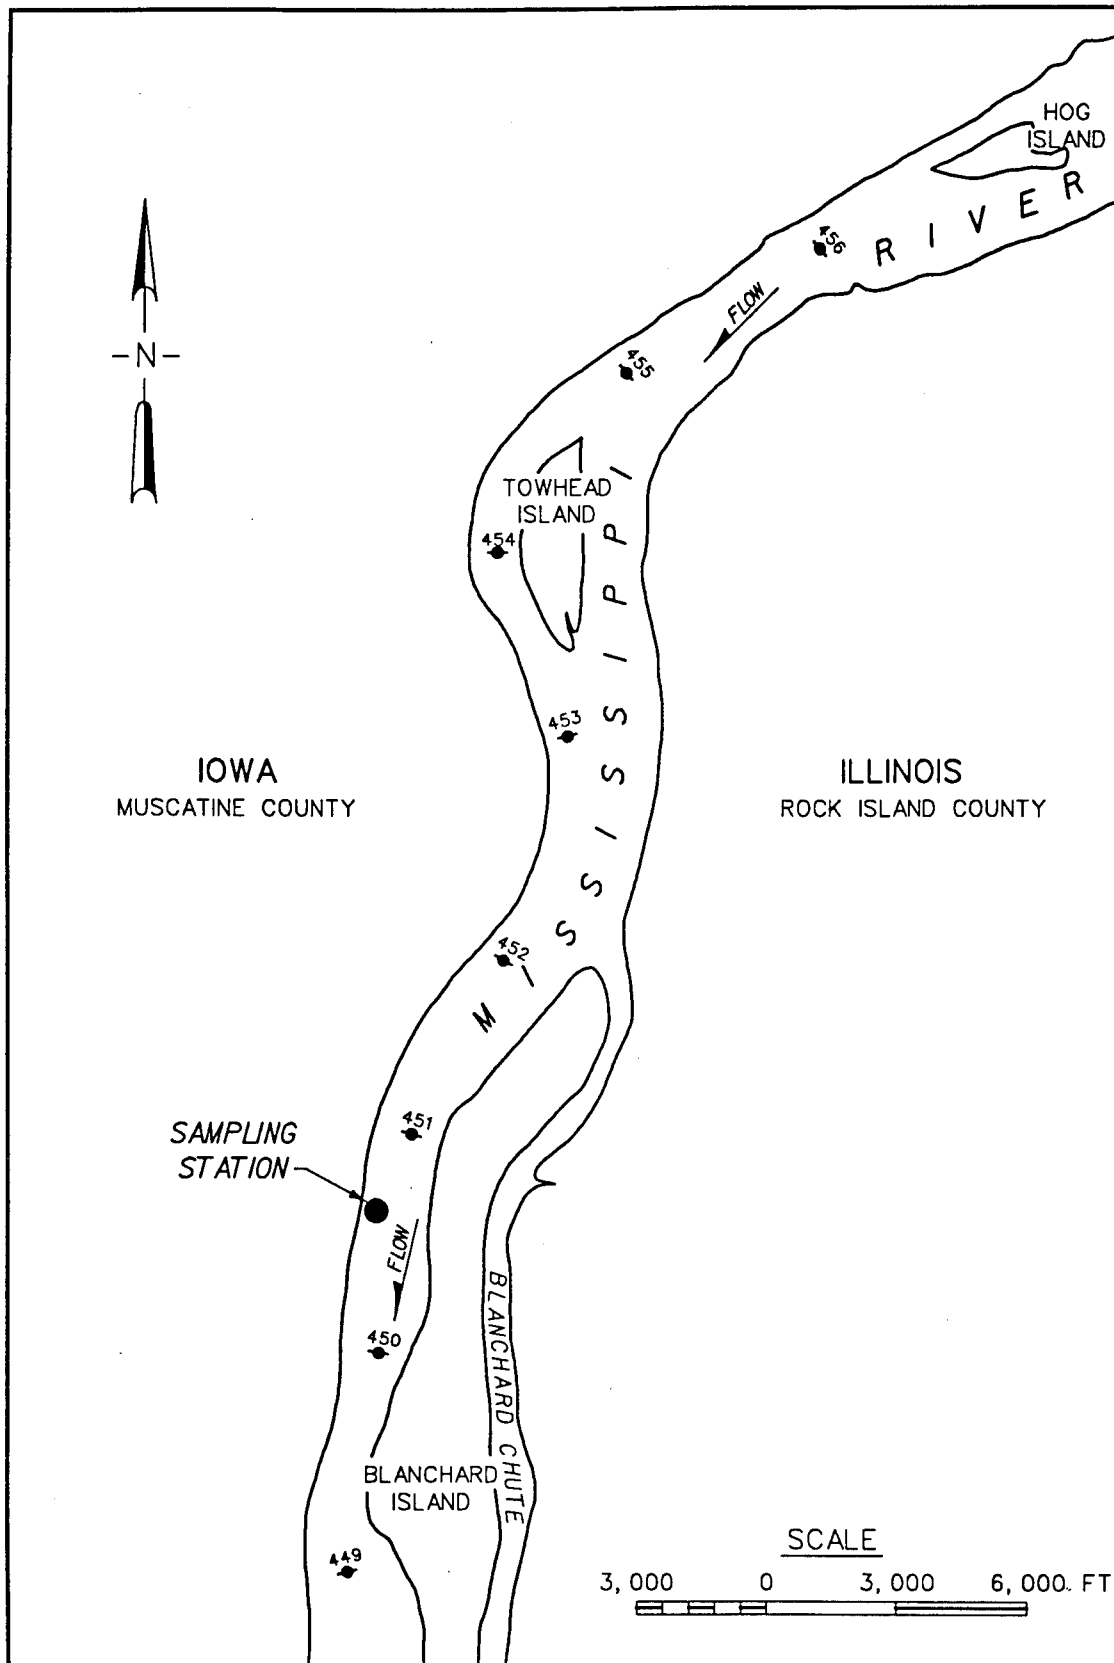 HOG
ISLAND
MISSISSIPPI RIVER
456
FLOW
455
-N-
TOWHEAD
ISLAND
454
453
IOWA
MUSCATINE COUNTY
ILLINOIS
ROCK ISLAND COUNTY
452
451
SAMPLING
STATION
FLOW
450
BLANCHARD CHUTE
BLANCHARD
ISLAND
449
SCALE
3,000 0 3,000 6,000 FT